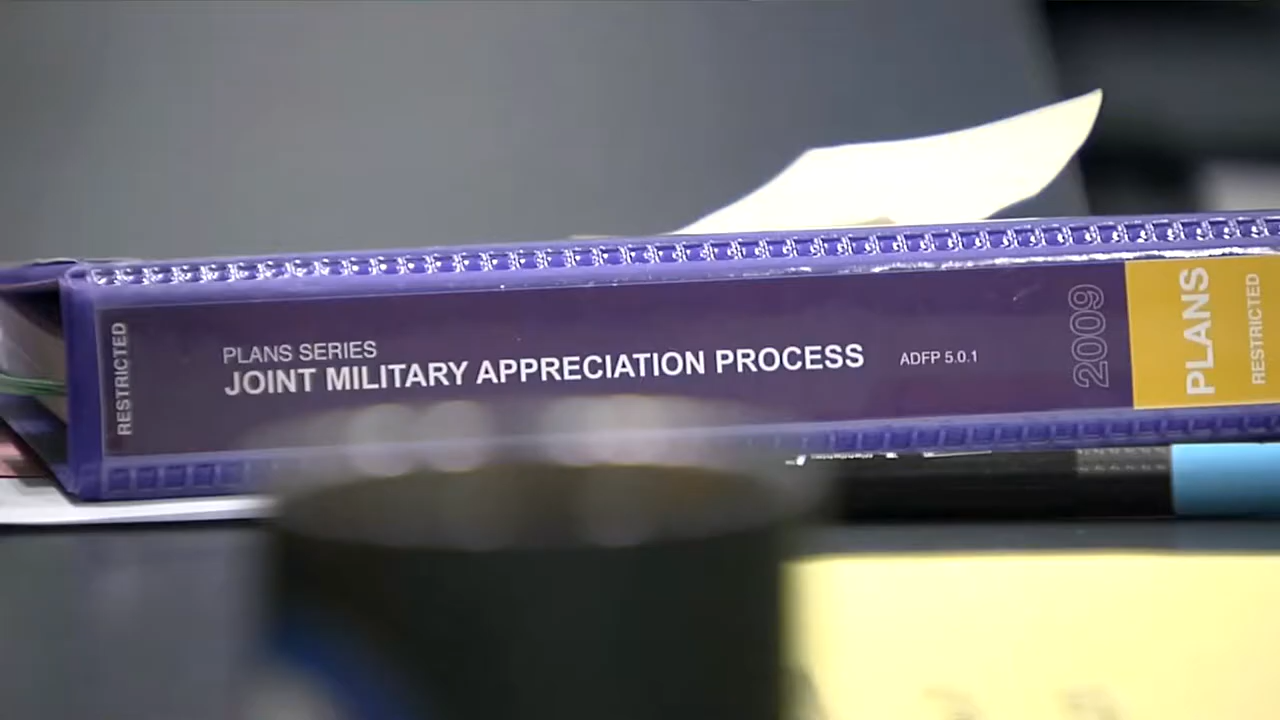 RESTRICTED
PLANS SERIES
JOINT MILITARY APPRECIATION PROCESS
ADFP 5.0.1
2009
PLANS
RESTRICTED